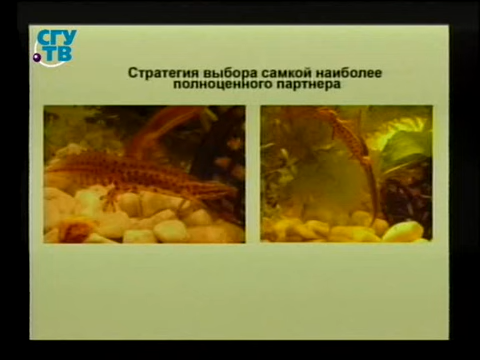 СГУ
ТВ
Стратегия выбора самкой наиболее
полноценного партнера